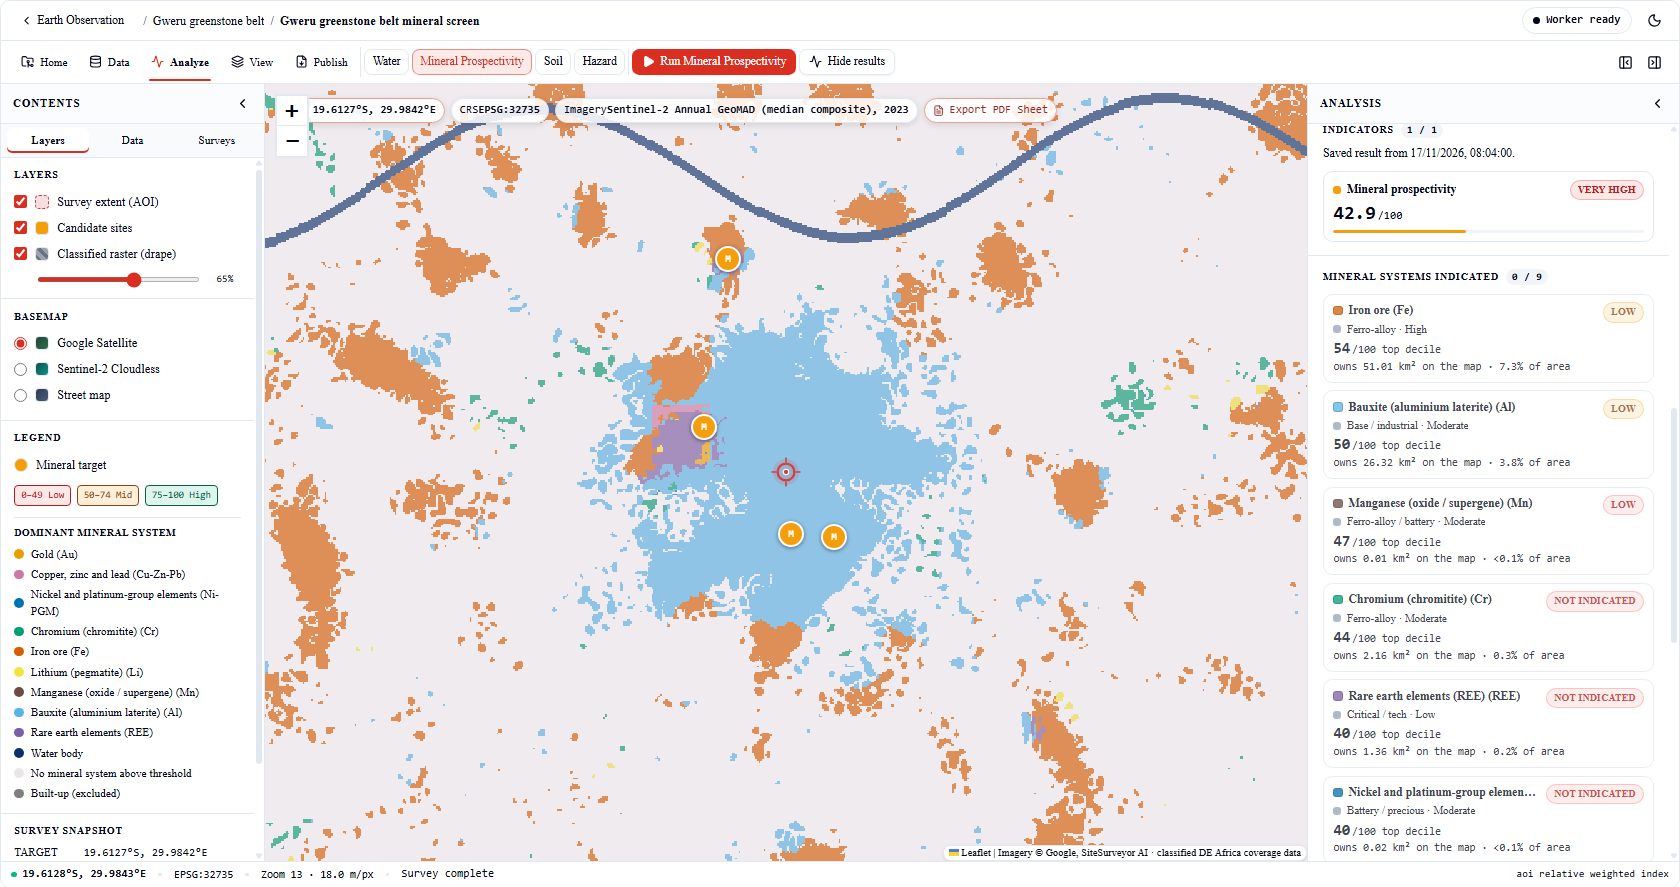 Earth Observation / Gweru greenstone belt / Gweru greenstone belt mineral screen
Worker ready
Home Data Analyze View Publish Water Mineral Prospectivity Soil Hazard Run Mineral Prospectivity Hide results
CONTENTS
Layers Data Surveys
LAYERS
Survey extent (AOI)
Candidate sites
Classified raster (drape)
65%
BASEMAP
Google Satellite
Sentinel-2 Cloudless
Street map
LEGEND
Mineral target
0-49 Low 50-74 Mid 75-100 High
DOMINANT MINERAL SYSTEM
Gold (Au)
Copper, zinc and lead (Cu-Zn-Pb)
Nickel and platinum-group elements (Ni-
PGM)
Chromium (chromitite) (Cr)
Iron ore (Fe)
Lithium (pegmatite) (Li)
Manganese (oxide / supergene) (Mn)
Bauxite (aluminium laterite) (Al)
Rare earth elements (REE)
Water body
No mineral system above threshold
Built-up (excluded)
SURVEY SNAPSHOT
TARGET 19.6127°S, 29.9842°E
+
−
19.6127°S, 29.9842°E CRSEPSG:32735 ImagerySentinel-2 Annual GeoMAD (median composite), 2023 Export PDF Sheet
M
M
M
M
Leaflet | Imagery © Google, SiteSurveyor AI · classified DE Africa coverage data
ANALYSIS
INDICATORS 1 / 1
Saved result from 17/11/2026, 08:04:00.
Mineral prospectivity VERY HIGH
42.9/100
MINERAL SYSTEMS INDICATED 0 / 9
Iron ore (Fe) LOW
Ferro-alloy · High
54/100 top decile
owns 51.01 km² on the map · 7.3% of area
Bauxite (aluminium laterite) (Al) LOW
Base / industrial · Moderate
50/100 top decile
owns 26.32 km² on the map · 3.8% of area
Manganese (oxide / supergene) (Mn) LOW
Ferro-alloy / battery · Moderate
47/100 top decile
owns 0.01 km² on the map · <0.1% of area
Chromium (chromitite) (Cr) NOT INDICATED
Ferro-alloy · Moderate
44/100 top decile
owns 2.16 km² on the map · 0.3% of area
Rare earth elements (REE) (REE) NOT INDICATED
Critical / tech · Low
40/100 top decile
owns 1.36 km² on the map · 0.2% of area
Nickel and platinum-group elemen... NOT INDICATED
Battery / precious · Moderate
40/100 top decile
owns 0.02 km² on the map · <0.1% of area
19.6128°S, 29.9843°E · EPSG:32735 · Zoom 13 · 18.0 m/px · Survey complete
aoi relative weighted index